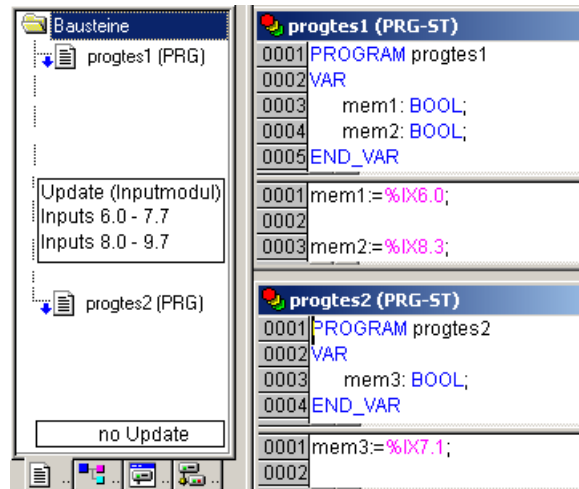 Bausteine
progtes1 (PRG)
Update (Inputmodul)
Inputs 6.0 - 7.7
Inputs 8.0 - 9.7
progtes2 (PRG)
no Update
..
..
..
..
progtes1 (PRG-ST)
0001 PROGRAM progtes1
0002 VAR
0003 mem1: BOOL;
0004 mem2: BOOL;
0005 END_VAR
0001 mem1:=%IX6.0;
0002
0003 mem2:=%IX8.3;
progtes2 (PRG-ST)
0001 PROGRAM progtes2
0002 VAR
0003 mem3: BOOL;
0004 END_VAR
0001 mem3:=%IX7.1;
0002